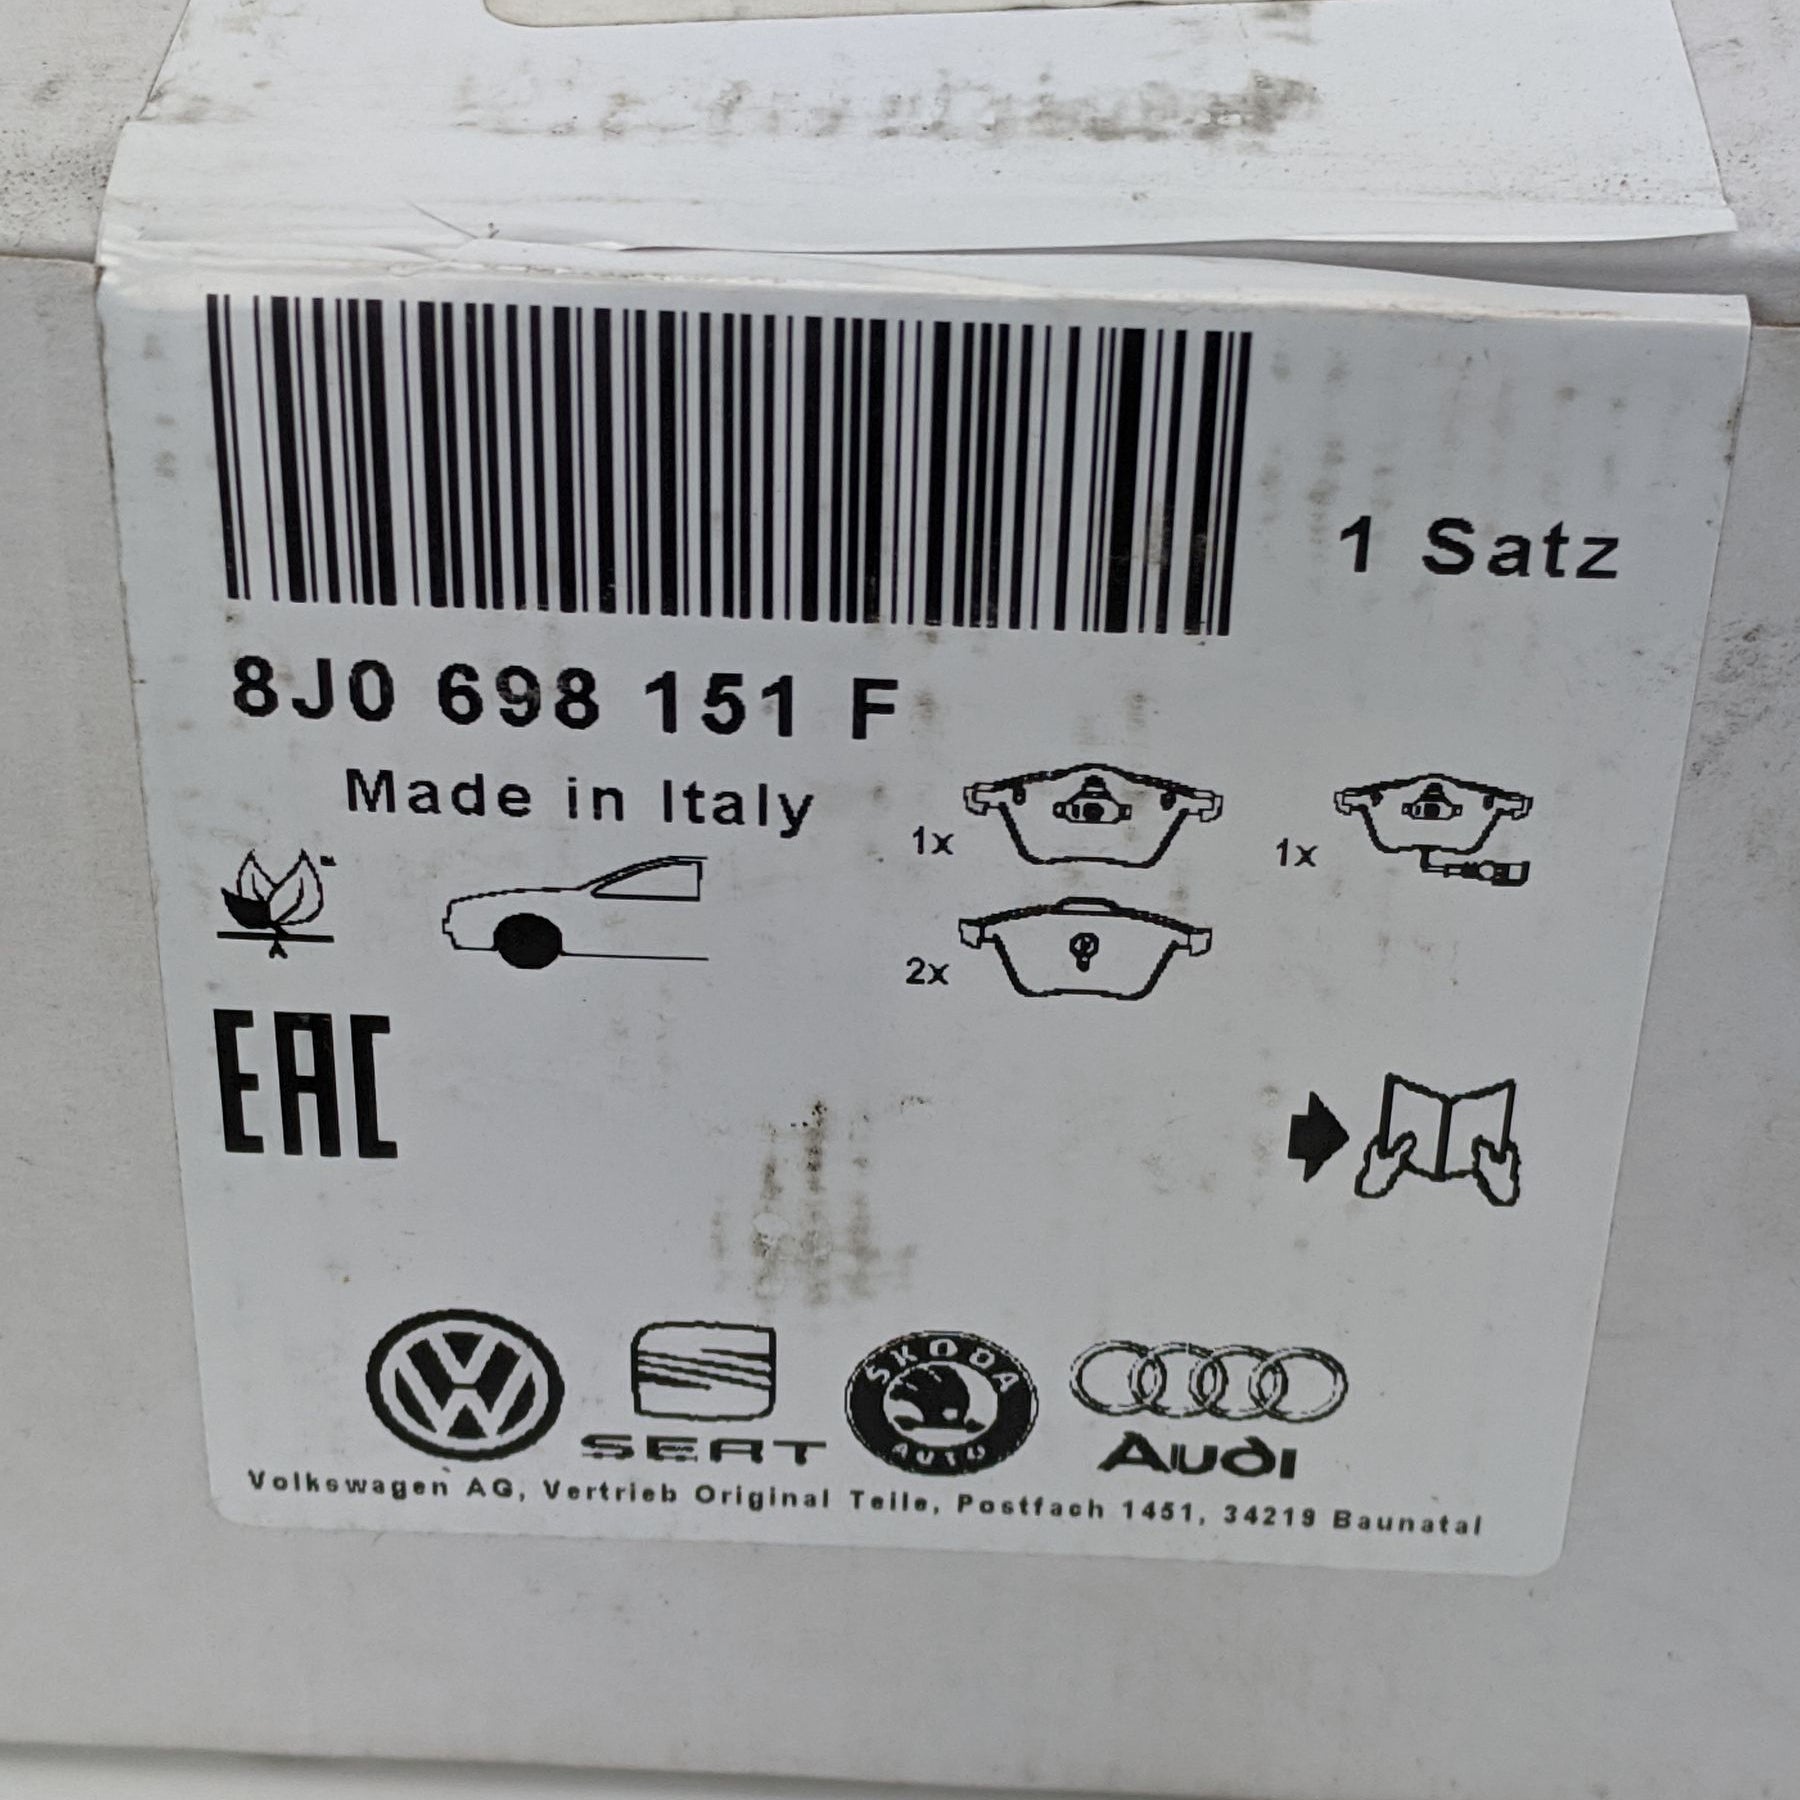 1 Satz
8J0 698 151 F
Made in Italy
1x
1x
2x
EAC
SEAT
ŠKODA
AUTO
Audi
Volkswagen AG, Vertrieb Original Teile, Postfach 1451, 34219 Baunatal